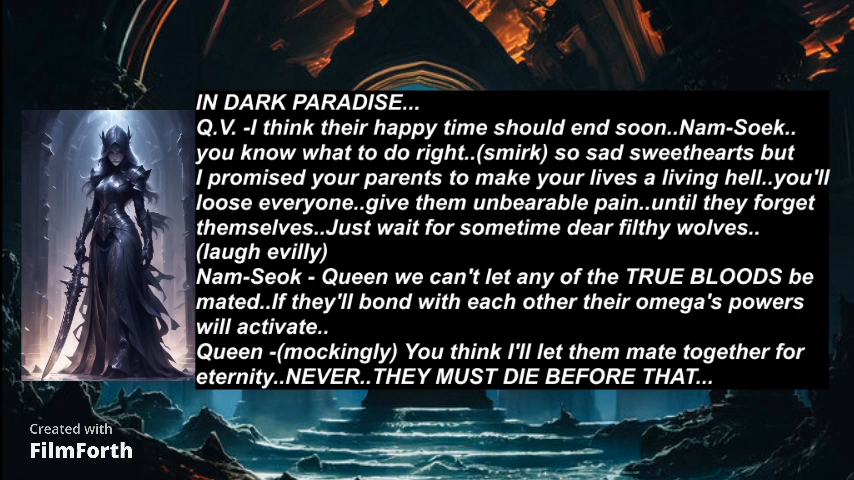 IN DARK PARADISE...
Q.V. -I think their happy time should end soon..Nam-Soek..
you know what to do right..(smirk) so sad sweethearts but
I promised your parents to make your lives a living hell..you'll
loose everyone..give them unbearable pain..until they forget
themselves..Just wait for sometime dear filthy wolves..
(laugh evilly)
Nam-Seok - Queen we can't let any of the TRUE BLOODS be
mated..If they'll bond with each other their omega's powers
will activate..
Queen -(mockingly) You think I'll let them mate together for
eternity..NEVER..THEY MUST DIE BEFORE THAT...
Created with
FilmForth